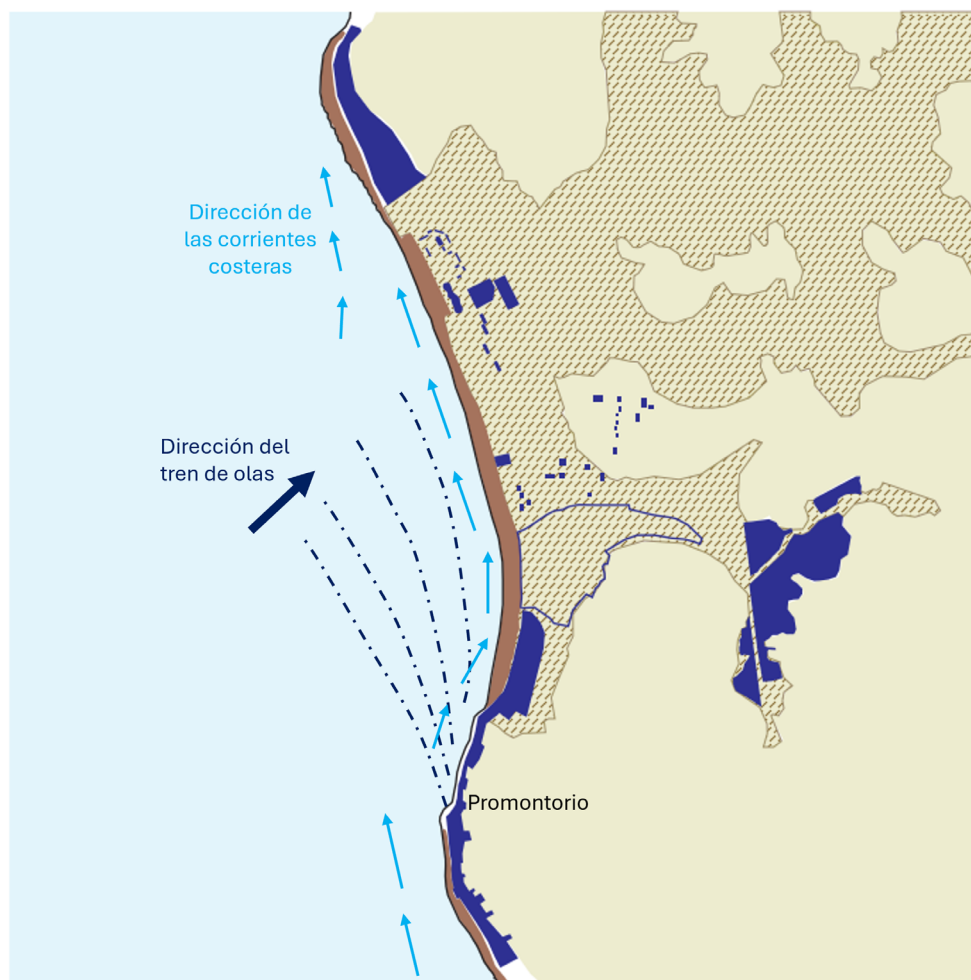 Dirección de
las corrientes
costeras
Dirección del
tren de olas
Promontorio